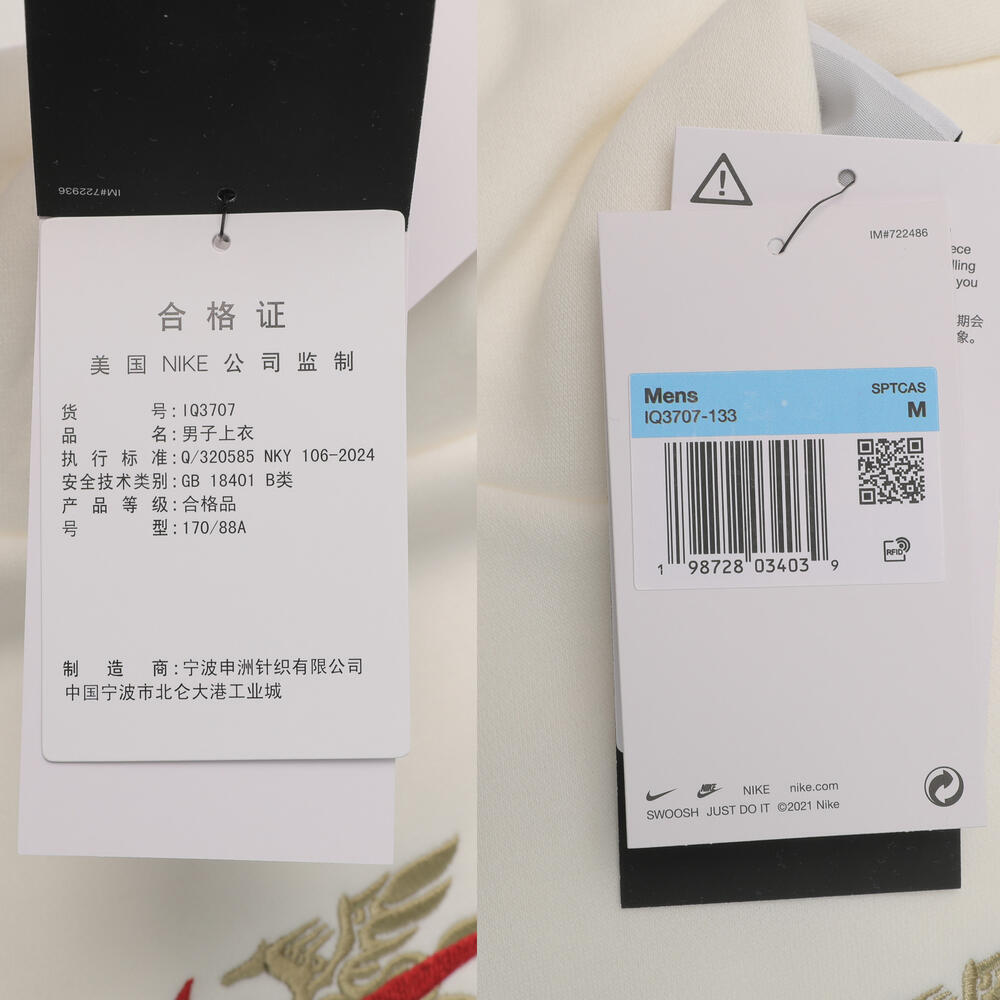 IM#722936
合格证
美国 NIKE 公司监制
货号:IQ3707
品名:男子上衣
执行标准:Q/320585 NKY 106-2024
安全技术类别:GB 18401 B类
产品等级:合格品
号型:170/88A
制造商:宁波申洲针织有限公司
中国宁波市北仑大港工业城
IM#722486
lling
you
期会
象。
Mens
SPTCAS
IQ3707-133
M
RFID
1 98728 03403 9
NIKE NIKE nike.com
SWOOSH JUST DO IT ©2021 Nike